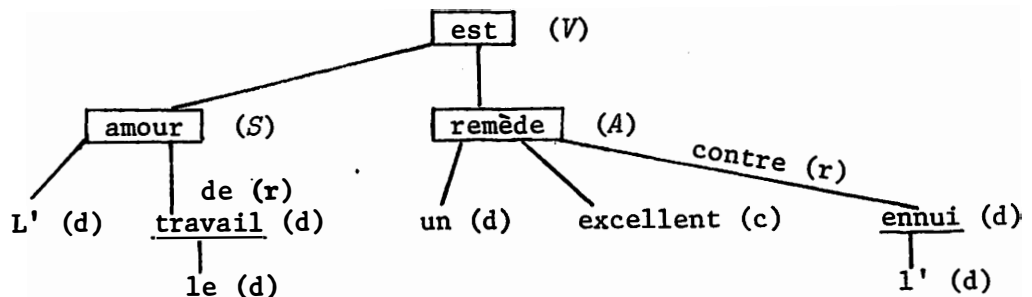 est (V)
amour (S) remède (A)
contre (r)
de (r)
L' (d) travail (d) un (d) excellent (c) ennui (d)
le (d) l' (d)